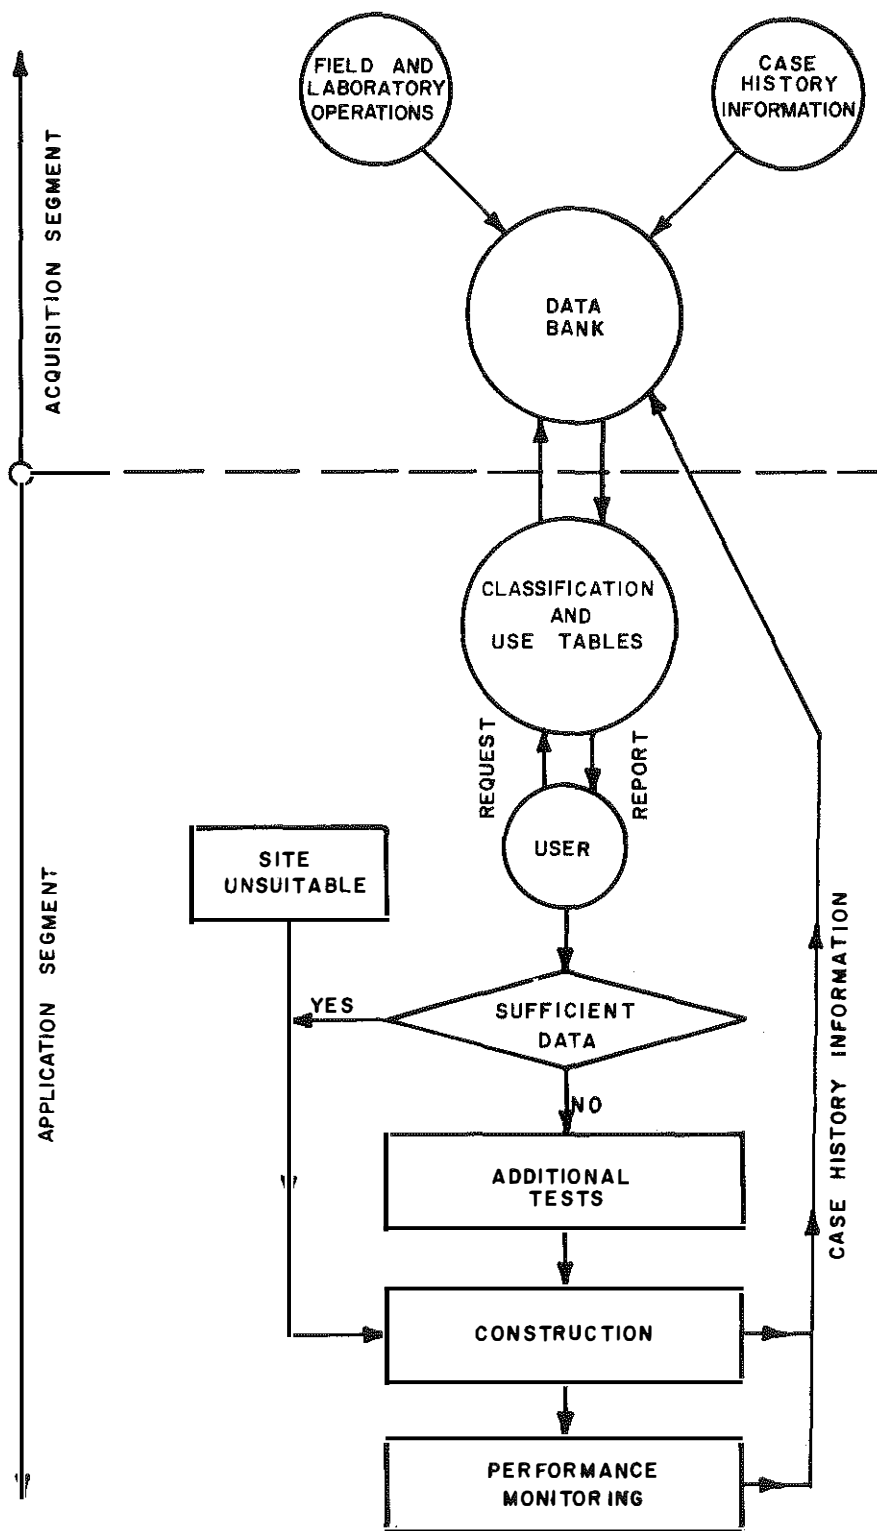 FIELD AND
LABORATORY
OPERATIONS
CASE
HISTORY
INFORMATION
ACQUISITION SEGMENT
DATA
BANK
CLASSIFICATION
AND
USE TABLES
REQUEST
REPORT
USER
SITE
UNSUITABLE
APPLICATION SEGMENT
YES
SUFFICIENT
DATA
NO
ADDITIONAL
TESTS
CASE HISTORY INFORMATION
CONSTRUCTION
PERFORMANCE
MONITORING